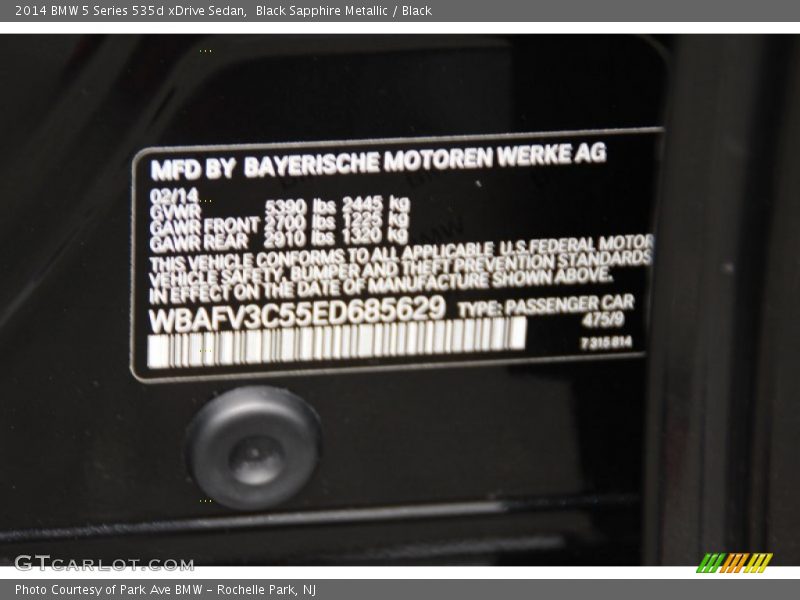 2014 BMW 5 Series 535d xDrive Sedan,  Black Sapphire Metallic / Black
MFD BY BAYERISCHE MOTOREN WERKE AG
02/14
GVWR 5390 lbs 2445 kg
GAWR FRONT 2700 lbs 1225 kg
GAWR REAR 2910 lbs 1320 kg
THIS VEHICLE CONFORMS TO ALL APPLICABLE U.S. FEDERAL MOTOR
VEHICLE SAFETY, BUMPER AND THEFT PREVENTION STANDARDS
IN EFFECT ON THE DATE OF MANUFACTURE SHOWN ABOVE.
WBAFV3C55ED685629 TYPE: PASSENGER CAR
475/9
7 315 814
GTCARLOT.COM
Photo Courtesy of Park Ave BMW - Rochelle Park, NJ